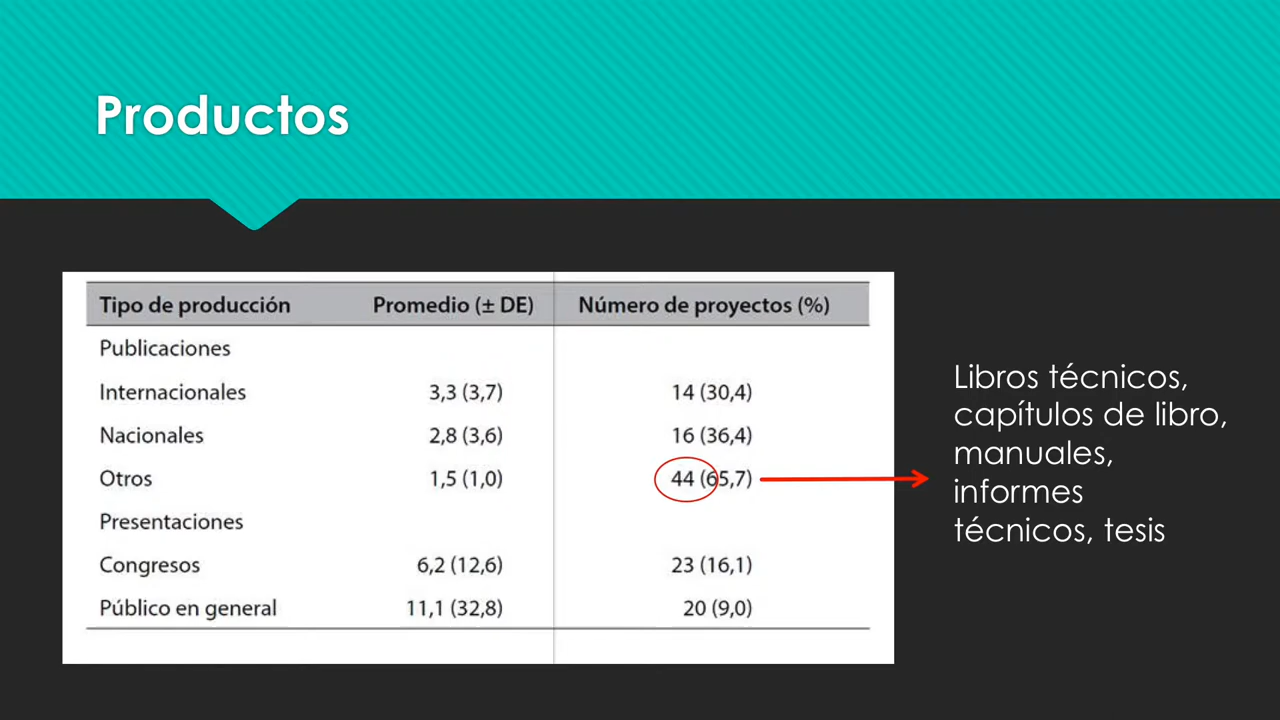 Productos
Tipo de producción Promedio (± DE) Número de proyectos (%)
Publicaciones
Internacionales 3,3 (3,7) 14 (30,4)
Nacionales 2,8 (3,6) 16 (36,4)
Otros 1,5 (1,0) 44 (65,7)
Presentaciones
Congresos 6,2 (12,6) 23 (16,1)
Público en general 11,1 (32,8) 20 (9,0)
Libros técnicos,
capítulos de libro,
manuales,
informes
técnicos, tesis